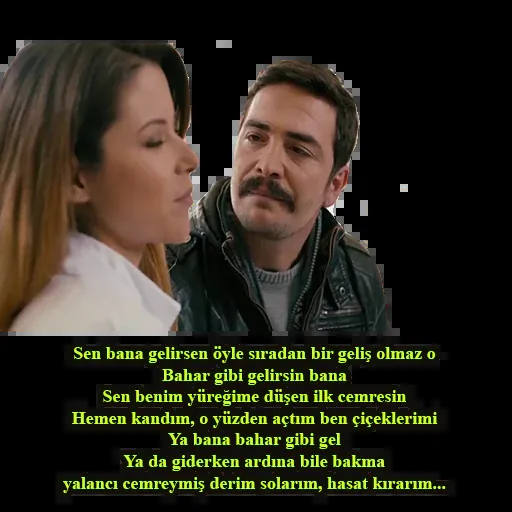 Sen bana gelirsen öyle sıradan bir geliş olmaz o
Bahar gibi gelirsin bana
Sen benim yüreğime düşen ilk cemresin
Hemen kandım, o yüzden açtım ben çiçeklerimi
Ya bana bahar gibi gel
Ya da giderken ardına bile bakma
yalancı cemreymiş derim solarım, hasat kırarım...